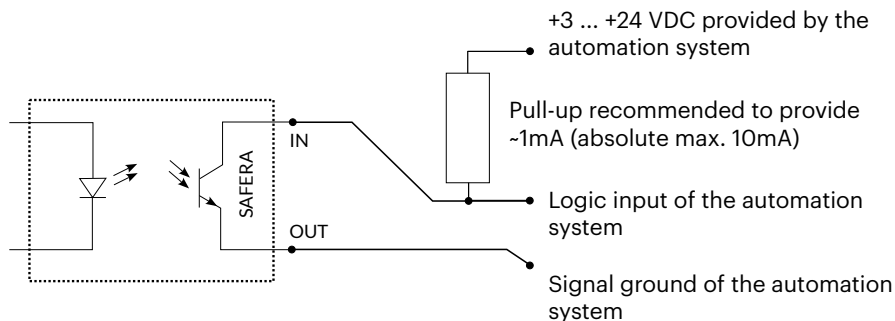 +3 ... +24 VDC provided by the
automation system
Pull-up recommended to provide
~1mA (absolute max. 10mA)
IN
SAFERA
Logic input of the automation
system
OUT
Signal ground of the automation
system